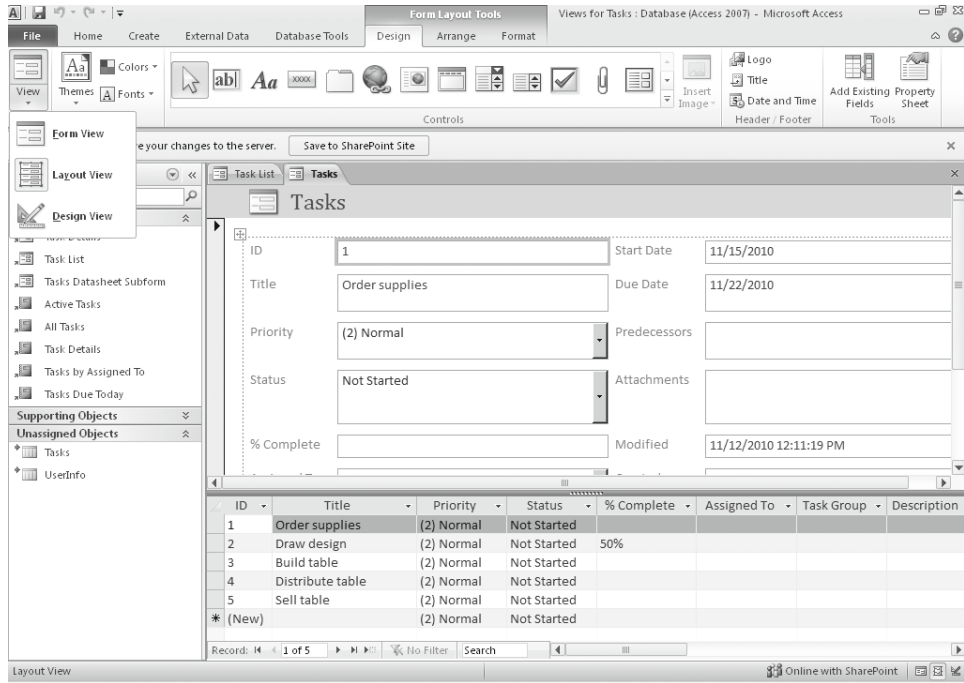 Form Layout Tools
Views for Tasks : Database (Access 2007) - Microsoft Access
File Home Create External Data Database Tools Design Arrange Format
View
Themes
Colors
Fonts
Aa
A
ab|
Aa
XXXX
Insert Image
Logo
Title
Date and Time
Add Existing Fields
Property Sheet
Controls
Header / Footer
Tools
Form View
Layout View
Design View
e your changes to the server. Save to SharePoint Site
Task List
Tasks
Tasks
Task Details
Task List
Tasks Datasheet Subform
Active Tasks
All Tasks
Task Details
Tasks by Assigned To
Tasks Due Today
Supporting Objects
Unassigned Objects
Tasks
UserInfo
ID 1 Start Date 11/15/2010
Title Order supplies Due Date 11/22/2010
Priority (2) Normal Predecessors
Status Not Started Attachments
% Complete Modified 11/12/2010 12:11:19 PM
ID Title Priority Status % Complete Assigned To Task Group Description
1 Order supplies (2) Normal Not Started
2 Draw design (2) Normal Not Started 50%
3 Build table (2) Normal Not Started
4 Distribute table (2) Normal Not Started
5 Sell table (2) Normal Not Started
(New) (2) Normal Not Started
Record: 1 of 5 No Filter Search
Layout View Online with SharePoint